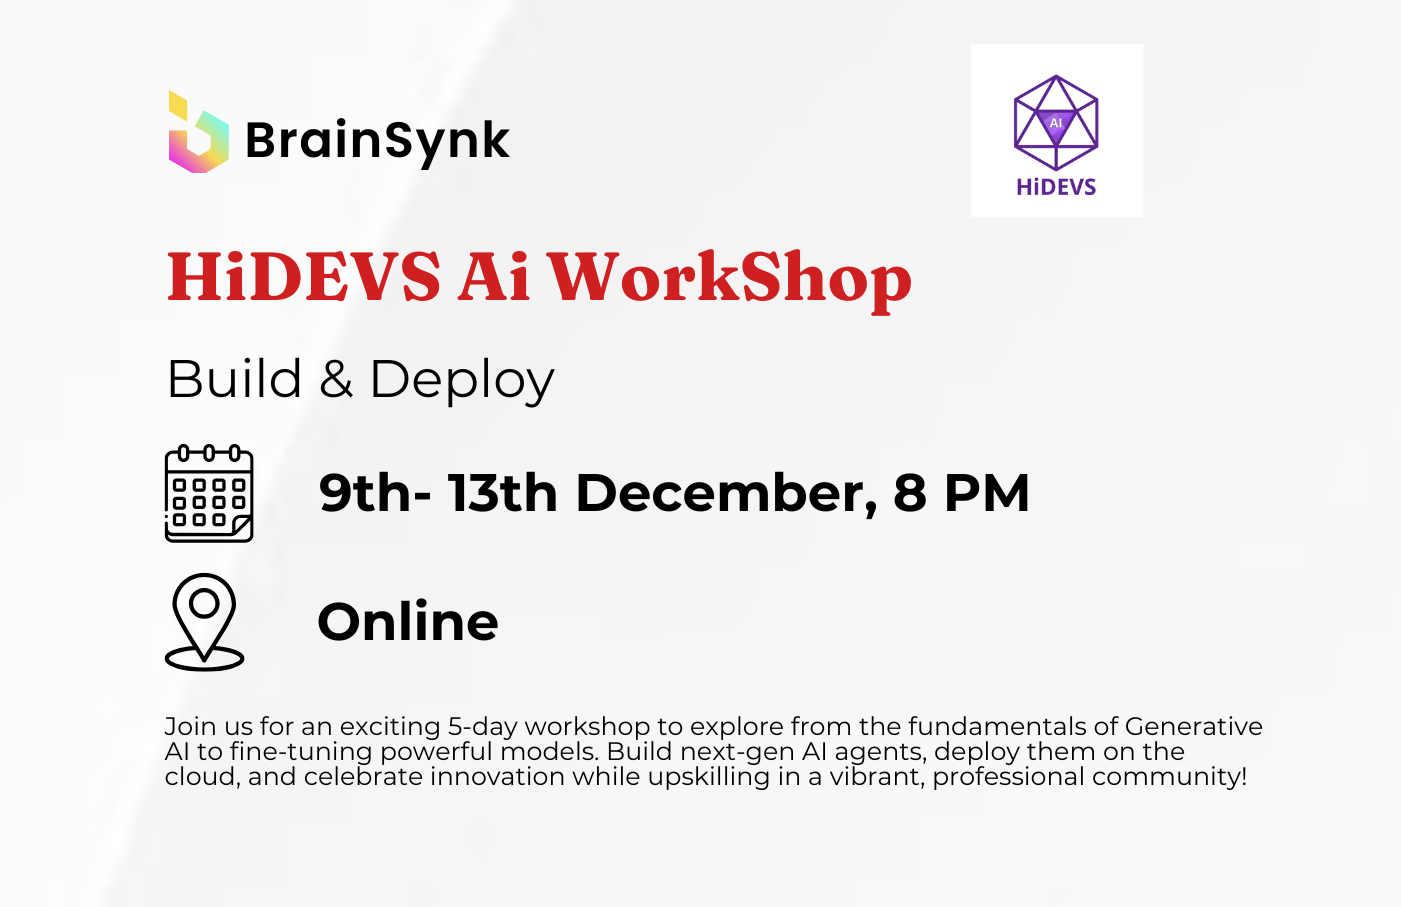 BrainSynk
AI
HiDEVS
HiDEVS Ai WorkShop
Build & Deploy
9th- 13th December, 8 PM
Online
Join us for an exciting 5-day workshop to explore from the fundamentals of Generative
AI to fine-tuning powerful models. Build next-gen AI agents, deploy them on the
cloud, and celebrate innovation while upskilling in a vibrant, professional community!